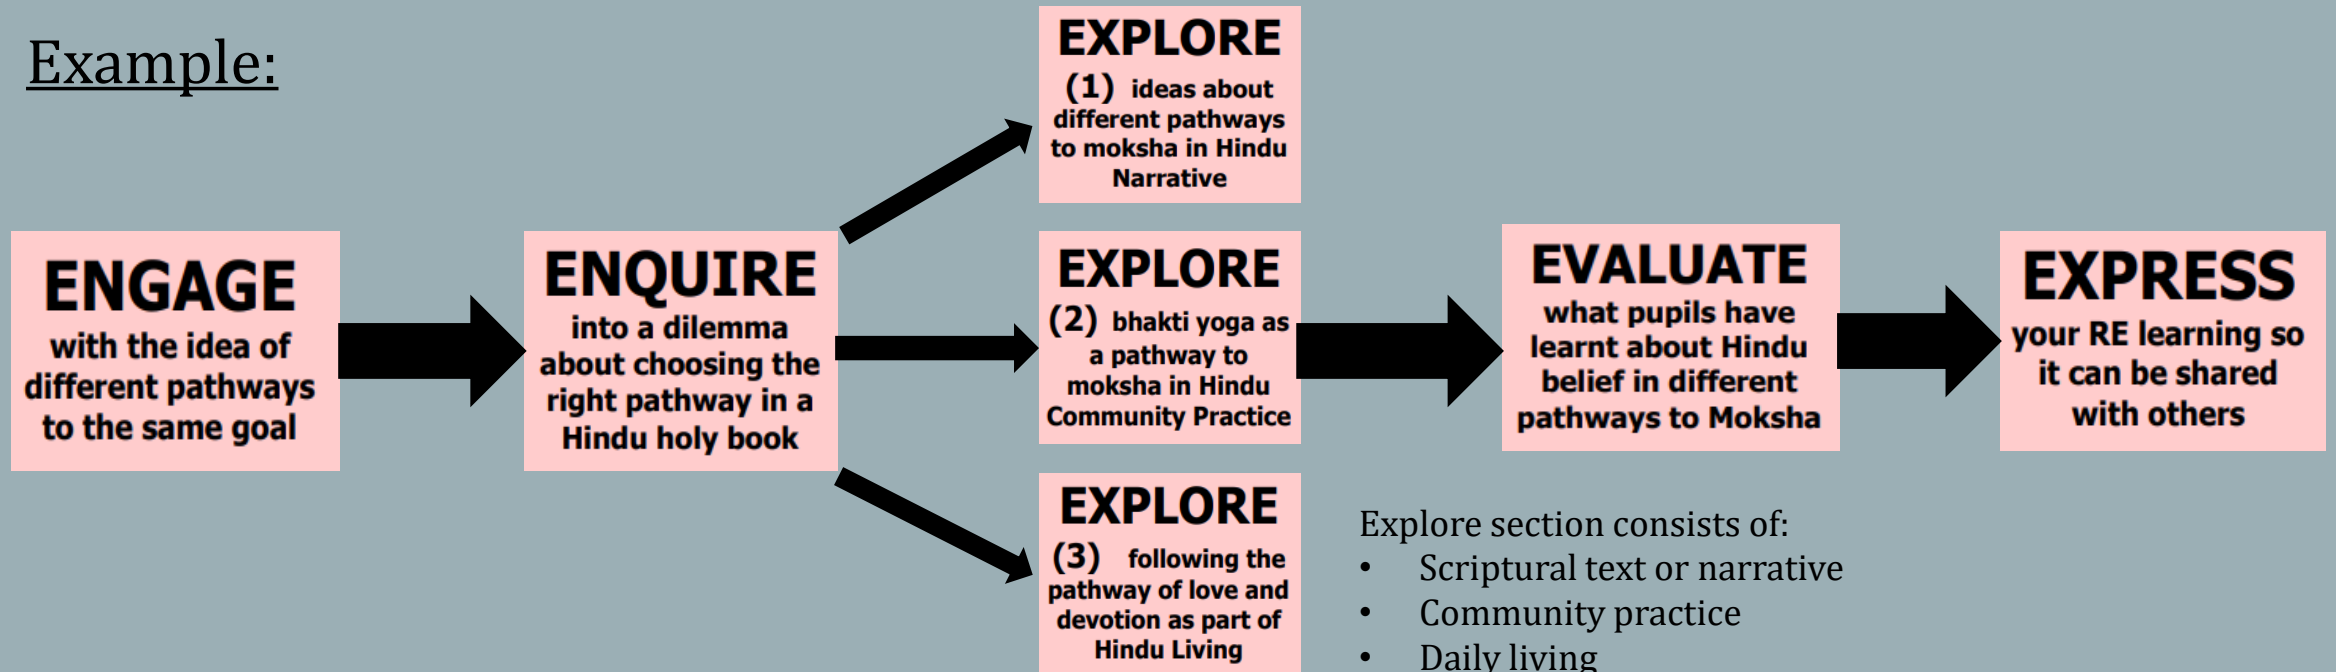 Example:
ENGAGE
with the idea of
different pathways
to the same goal
ENQUIRE
into a dilemma
about choosing the
right pathway in a
Hindu holy book
EXPLORE
(1) ideas about
different pathways
to moksha in Hindu
Narrative
EXPLORE
(2) bhakti yoga as
a pathway to
moksha in Hindu
Community Practice
EXPLORE
(3) following the
pathway of love and
devotion as part of
Hindu Living
EVALUATE
what pupils have
learnt about Hindu
belief in different
pathways to Moksha
EXPRESS
your RE learning so
it can be shared
with others
Explore section consists of:
• Scriptural text or narrative
• Community practice
• Daily living